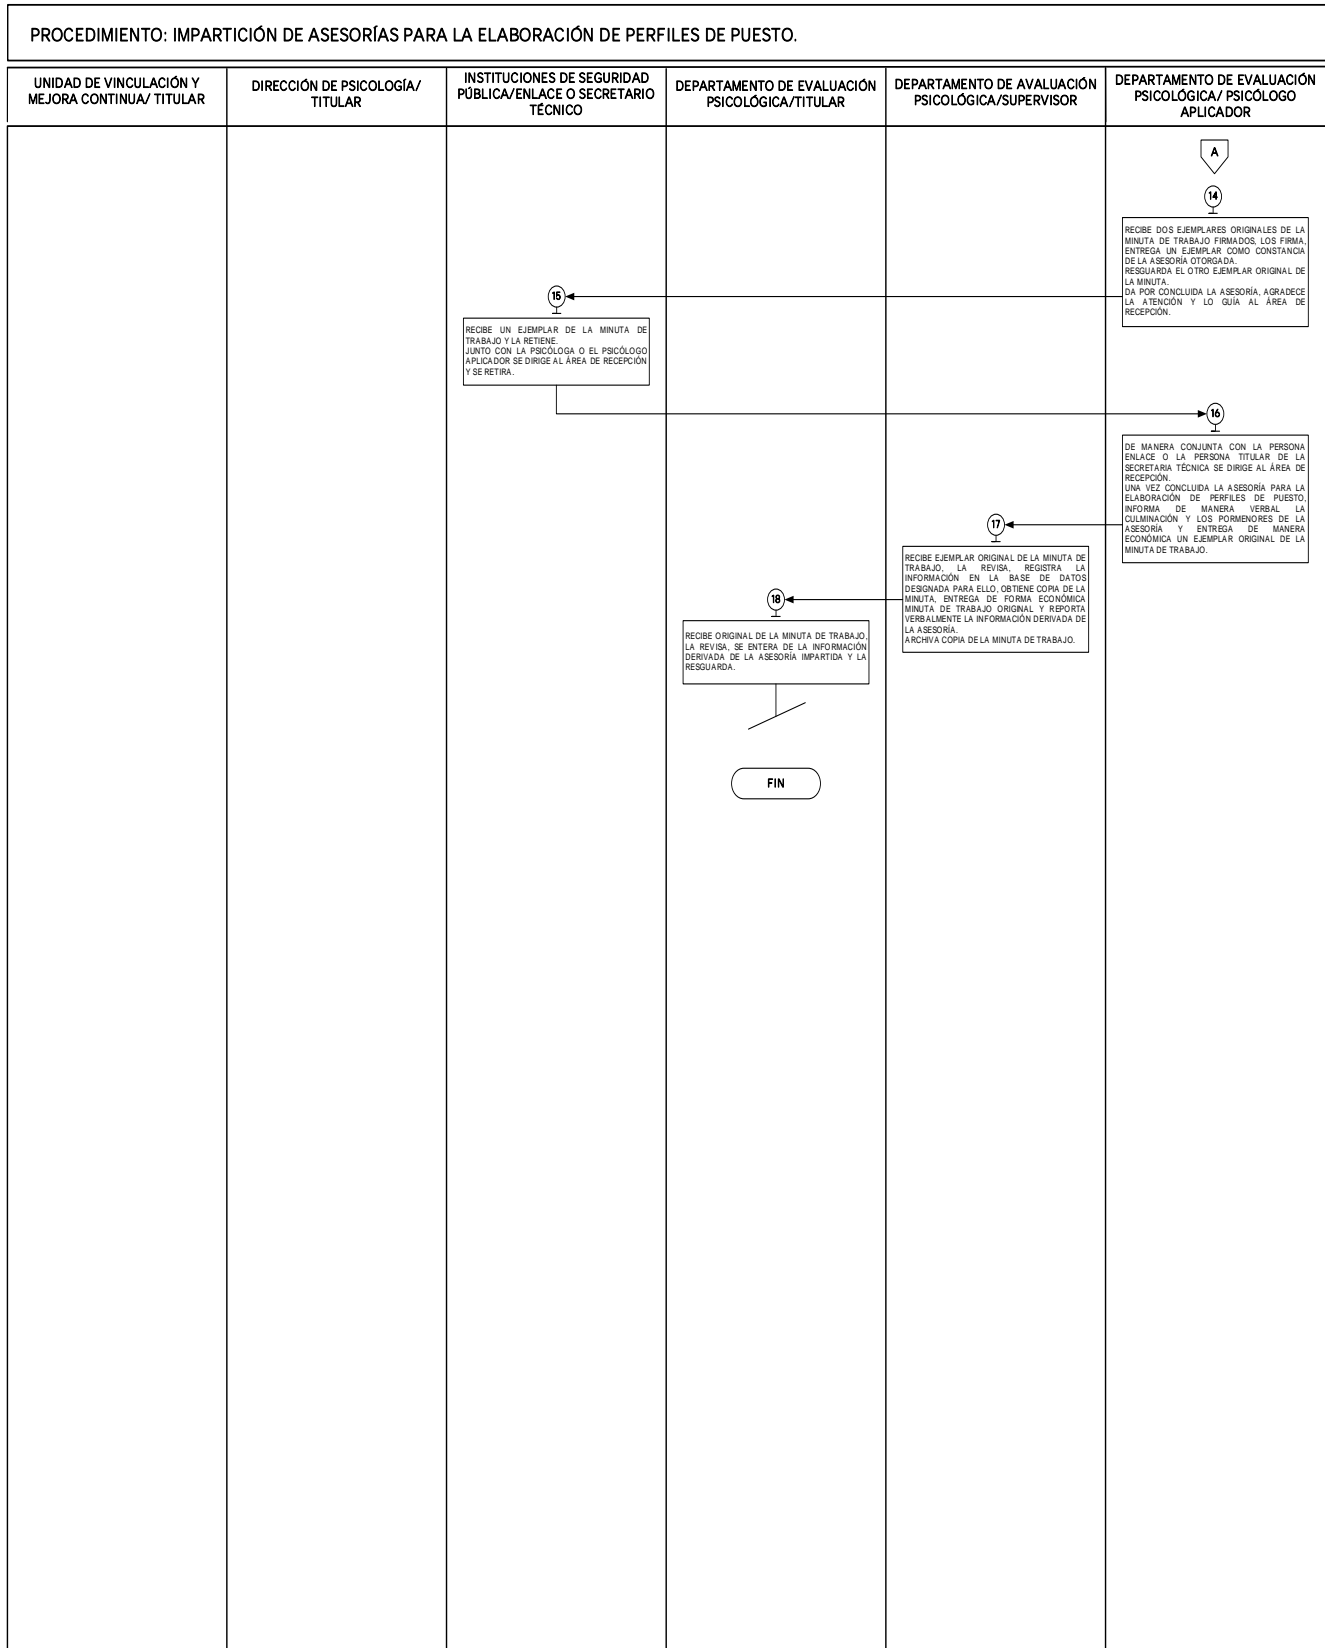 PROCEDIMIENTO: IMPARTICIÓN DE ASESORÍAS PARA LA ELABORACIÓN DE PERFILES DE PUESTO.
UNIDAD DE VINCULACIÓN Y
MEJORA CONTINUA/ TITULAR
DIRECCIÓN DE PSICOLOGÍA/
TITULAR
INSTITUCIONES DE SEGURIDAD
PÚBLICA/ENLACE O SECRETARIO
TÉCNICO
DEPARTAMENTO DE EVALUACIÓN
PSICOLÓGICA/TITULAR
DEPARTAMENTO DE AVALUACIÓN
PSICOLÓGICA/SUPERVISOR
DEPARTAMENTO DE EVALUACIÓN
PSICOLÓGICA/ PSICÓLOGO
APLICADOR
A
14
RECIBE DOS EJEMPLARES ORIGINALES DE LA
MINUTA DE TRABAJO FIRMADOS, LOS FIRMA,
ENTREGA UN EJEMPLAR COMO CONSTANCIA
DE LA ASESORÍA OTORGADA.
RESGUARDA EL OTRO EJEMPLAR ORIGINAL DE
LA MINUTA.
DA POR CONCLUIDA LA ASESORÍA, AGRADECE
LA ATENCIÓN Y LO GUÍA AL ÁREA DE
RECEPCIÓN.
15
RECIBE UN EJEMPLAR DE LA MINUTA DE
TRABAJO Y LA RETIENE.
JUNTO CON LA PSICÓLOGA O EL PSICÓLOGO
APLICADOR SE DIRIGE AL ÁREA DE RECEPCIÓN
Y SE RETIRA.
16
DE MANERA CONJUNTA CON LA PERSONA
ENLACE O LA PERSONA TITULAR DE LA
SECRETARIA TÉCNICA SE DIRIGE AL ÁREA DE
RECEPCIÓN.
UNA VEZ CONCLUIDA LA ASESORÍA PARA LA
ELABORACIÓN DE PERFILES DE PUESTO,
INFORMA DE MANERA VERBAL LA
CULMINACIÓN Y LOS PORMENORES DE LA
ASESORÍA Y ENTREGA DE MANERA
ECONÓMICA UN EJEMPLAR ORIGINAL DE LA
MINUTA DE TRABAJO.
17
RECIBE EJEMPLAR ORIGINAL DE LA MINUTA DE
TRABAJO, LA REVISA, REGISTRA LA
INFORMACIÓN EN LA BASE DE DATOS
DESIGNADA PARA ELLO, OBTIENE COPIA DE LA
MINUTA, ENTREGA DE FORMA ECONÓMICA
MINUTA DE TRABAJO ORIGINAL Y REPORTA
VERBALMENTE LA INFORMACIÓN DERIVADA DE
LA ASESORÍA.
ARCHIVA COPIA DE LA MINUTA DE TRABAJO.
18
RECIBE ORIGINAL DE LA MINUTA DE TRABAJO,
LA REVISA, SE ENTERA DE LA INFORMACIÓN
DERIVADA DE LA ASESORÍA IMPARTIDA Y LA
RESGUARDA.
FIN